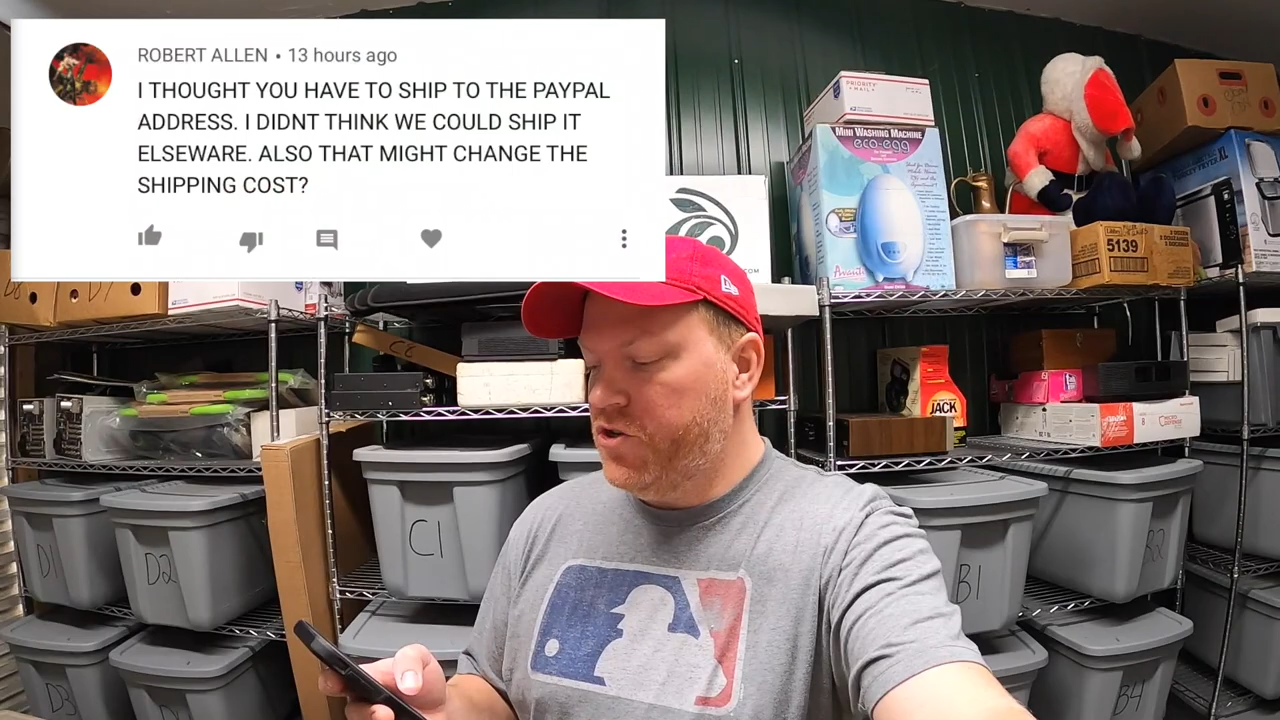 ROBERT ALLEN • 13 hours ago
I THOUGHT YOU HAVE TO SHIP TO THE PAYPAL
ADDRESS. I DIDNT THINK WE COULD SHIP IT
ELSEWARE. ALSO THAT MIGHT CHANGE THE
SHIPPING COST?
PRIORITY
MAIL
MINI WASHING MACHINE
eco-egg
Avanti
5139
D7
C8
JACK
C1
D1
D2
D3
B1
B2
B4